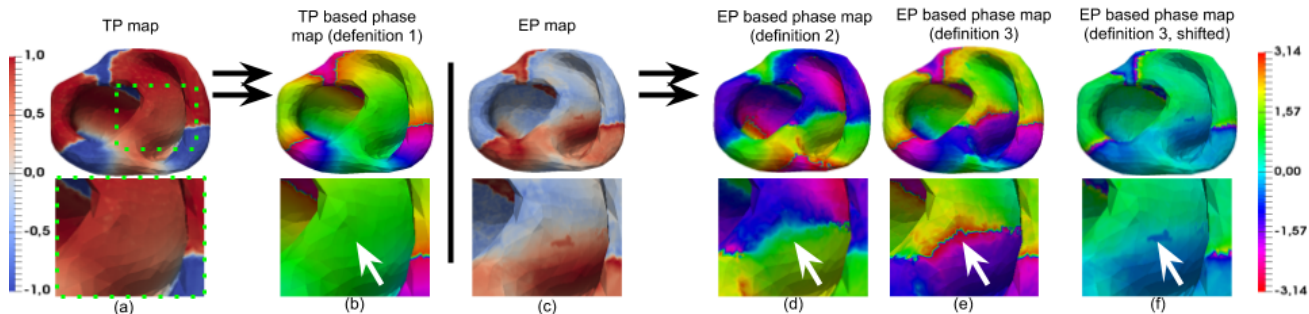 TP map
TP based phase
map (defenition 1)
EP map
EP based phase map
(definition 2)
EP based phase map
(definition 3)
EP based phase map
(definition 3, shifted)
1,0
0,5
0,0
-0,5
-1,0
3,14
1,57
0,00
-1,57
-3,14
(a)
(b)
(c)
(d)
(e)
(f)